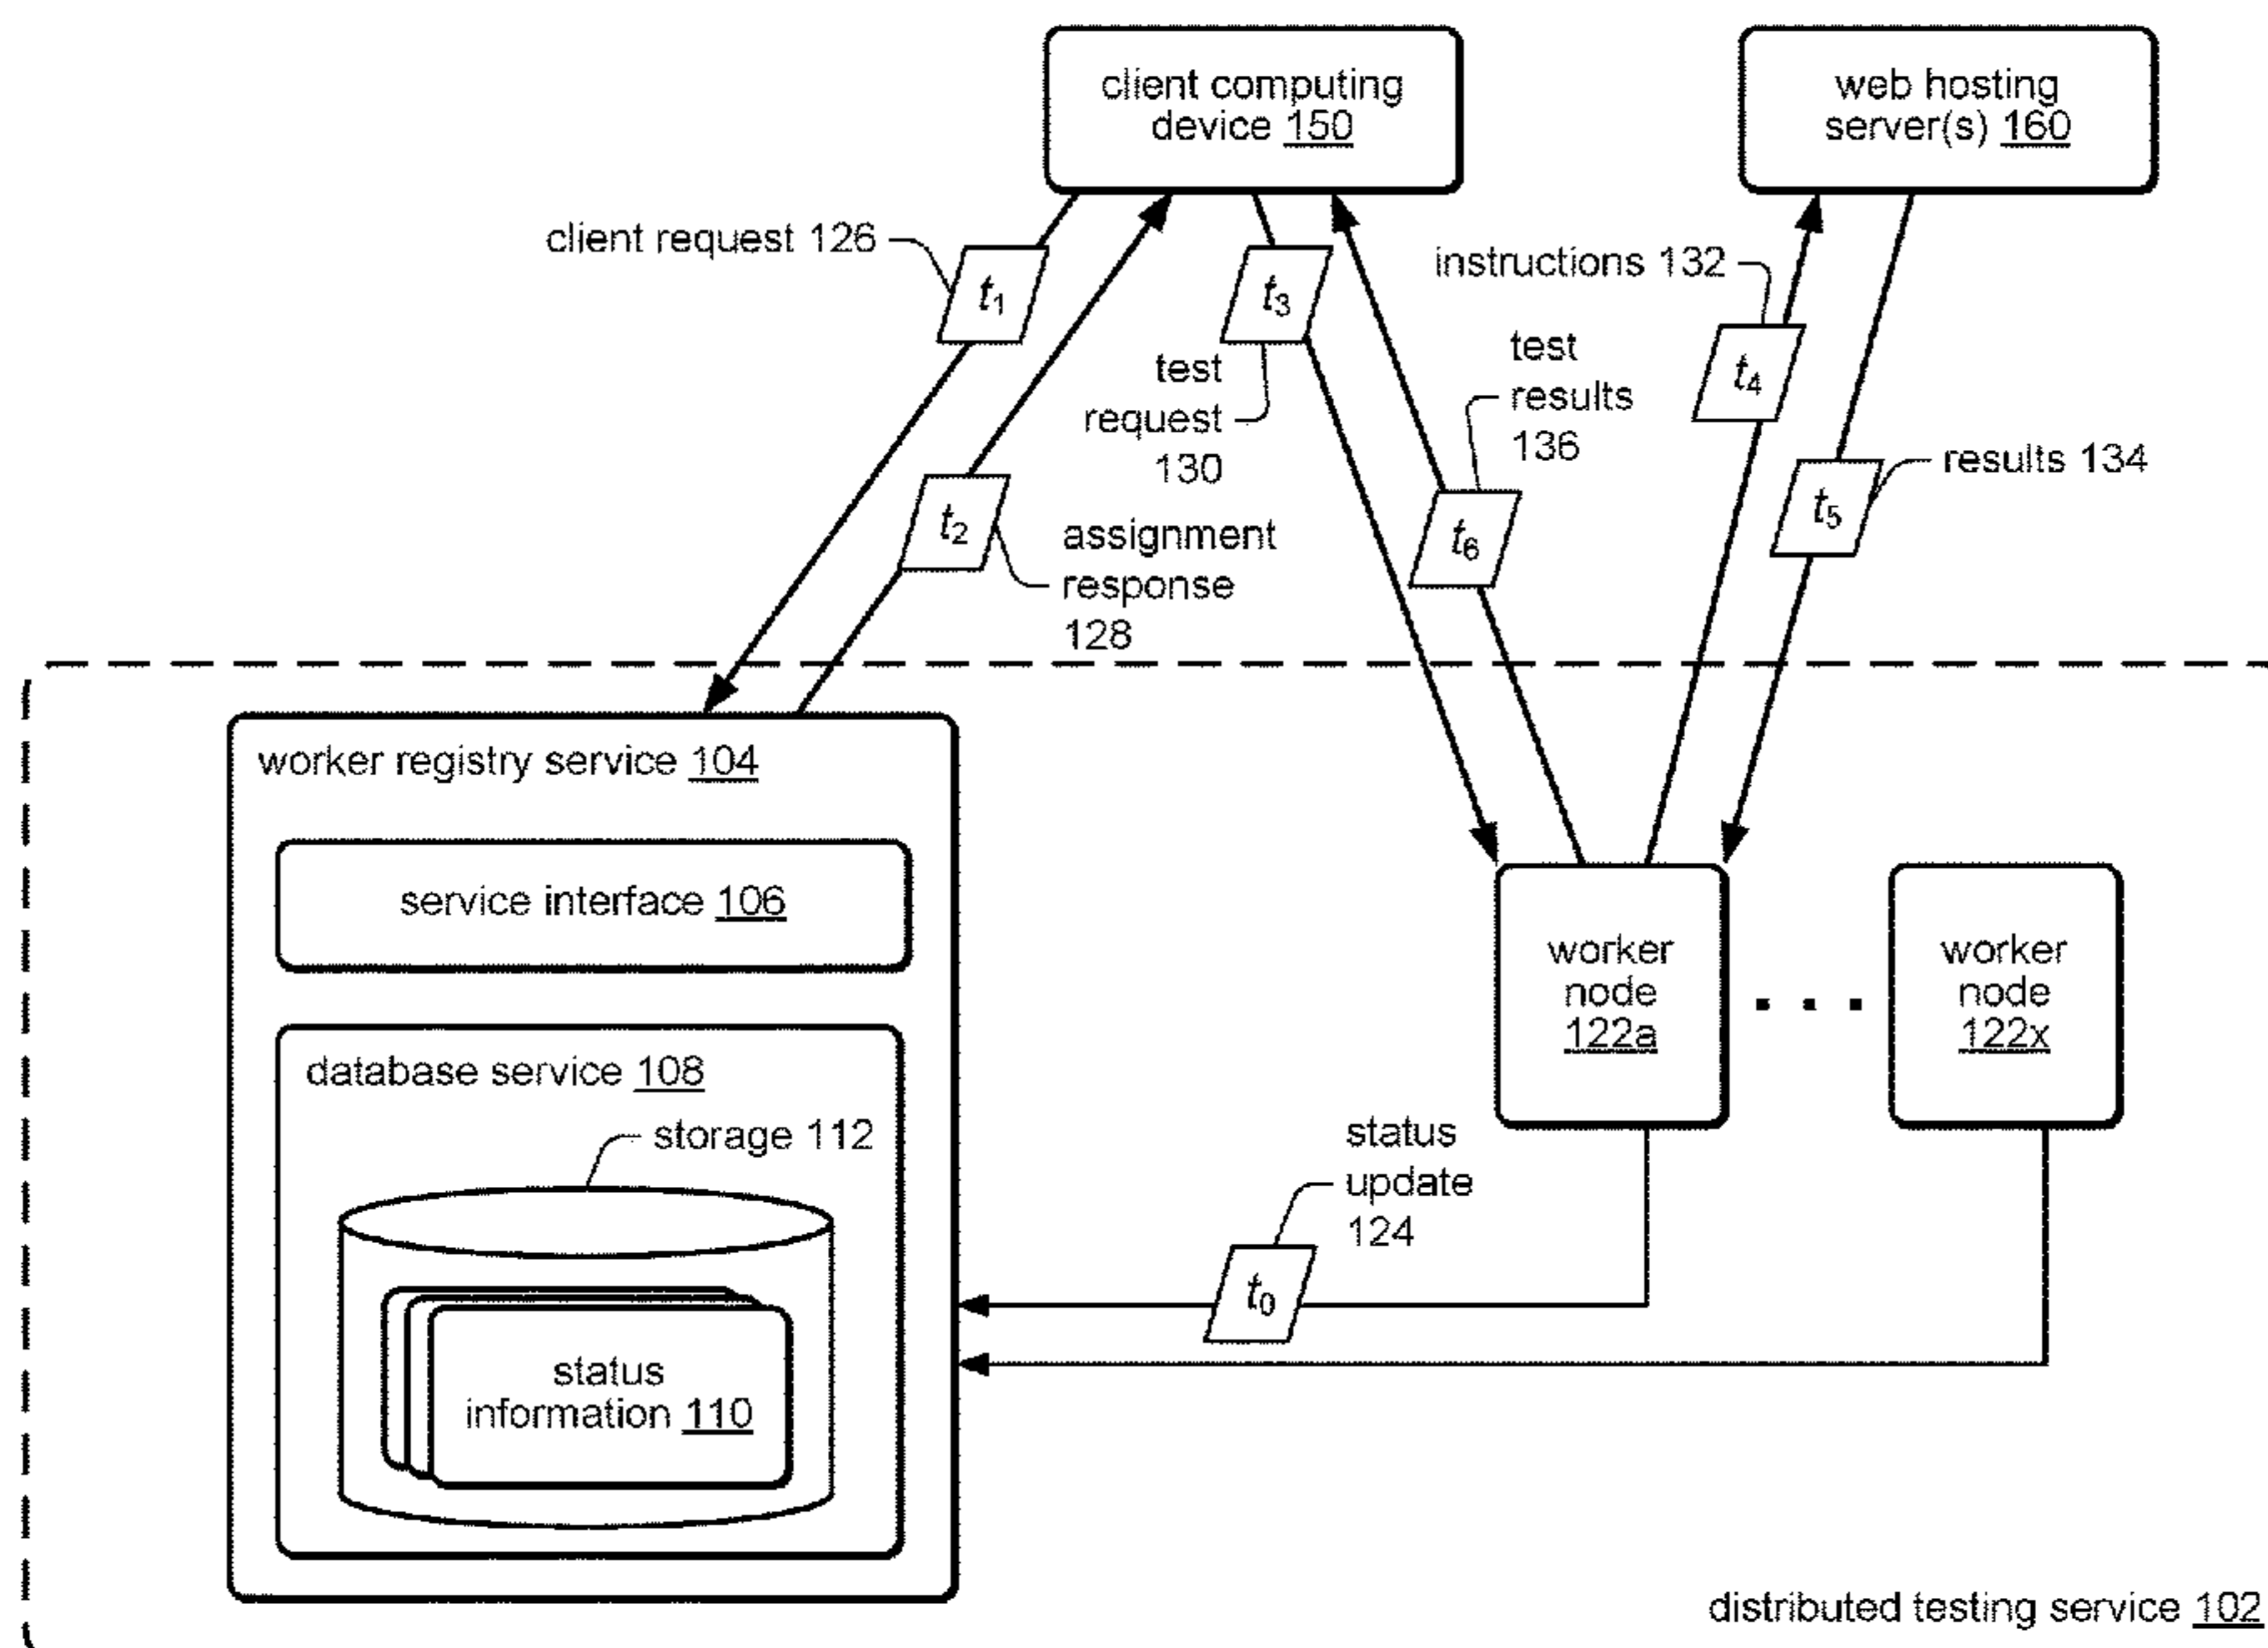 client computing
device 150
web hosting
server(s) 160
client request 126
t1
t2
assignment
response
128
t3
test
request
130
test
results
136
t6
instructions 132
t4
results 134
t5
worker registry service 104
service interface 106
database service 108
storage 112
status
information 110
worker
node
122a
. . .
worker
node
122x
status
update
124
t0
distributed testing service 102